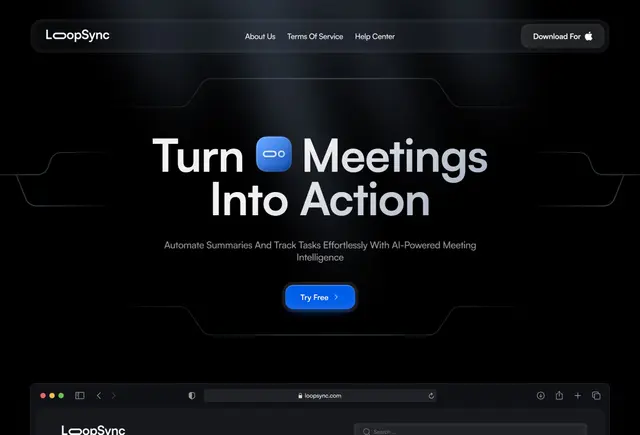 LoopSync
About Us
Terms Of Service
Help Center
Download For
Turn Meetings
Into Action
Automate Summaries And Track Tasks Effortlessly With AI-Powered Meeting
Intelligence
Try Free
loopsync.com
LoopSync
Search ...